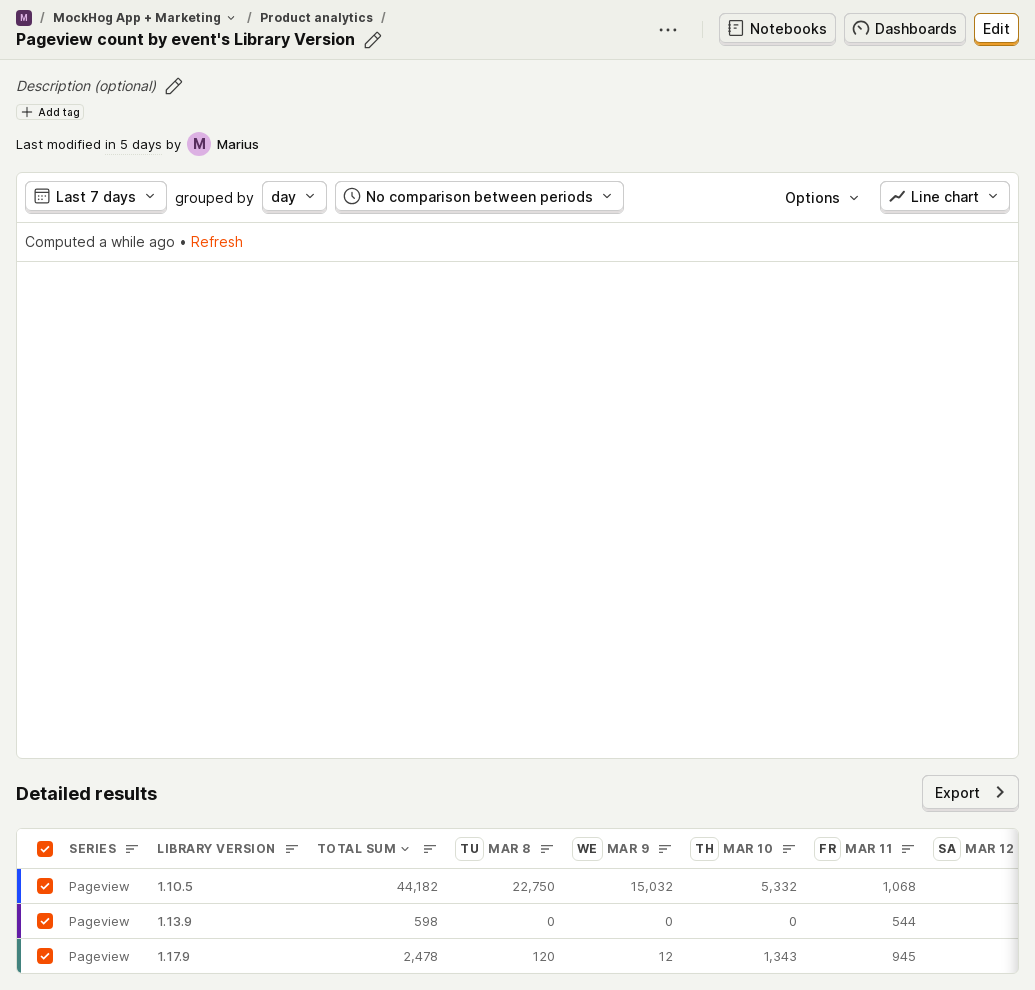 M / MockHog App + Marketing / Product analytics /
Pageview count by event's Library Version
Notebooks Dashboards Edit
Description (optional)
Add tag
Last modified in 5 days by M Marius
Last 7 days grouped by day No comparison between periods Options Line chart
Computed a while ago • Refresh
Detailed results
Export
SERIES LIBRARY VERSION TOTAL SUM TU MAR 8 WE MAR 9 TH MAR 10 FR MAR 11 SA MAR 12
Pageview 1.10.5 44,182 22,750 15,032 5,332 1,068
Pageview 1.13.9 598 0 0 0 544
Pageview 1.17.9 2,478 120 12 1,343 945